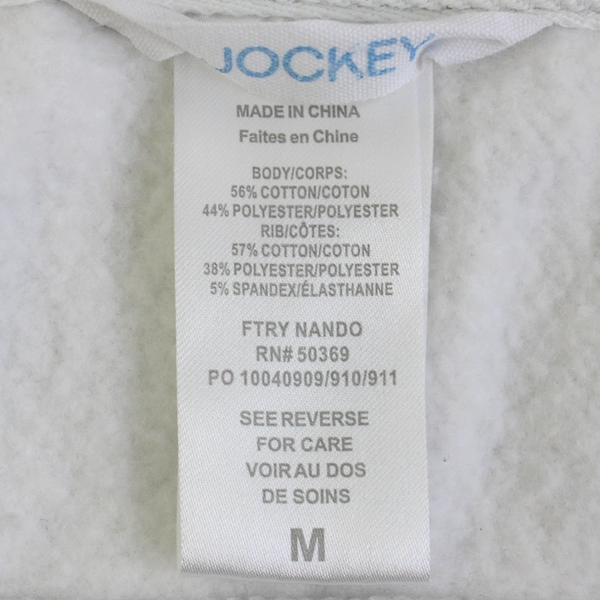 JOCKEY
MADE IN CHINA
Faites en Chine
BODY/CORPS:
56% COTTON/COTON
44% POLYESTER/POLYESTER
RIB/CÔTES:
57% COTTON/COTON
38% POLYESTER/POLYESTER
5% SPANDEX/ÉLASTHANNE
FTRY NANDO
RN# 50369
PO 10040909/910/911
SEE REVERSE
FOR CARE
VOIR AU DOS
DE SOINS
M